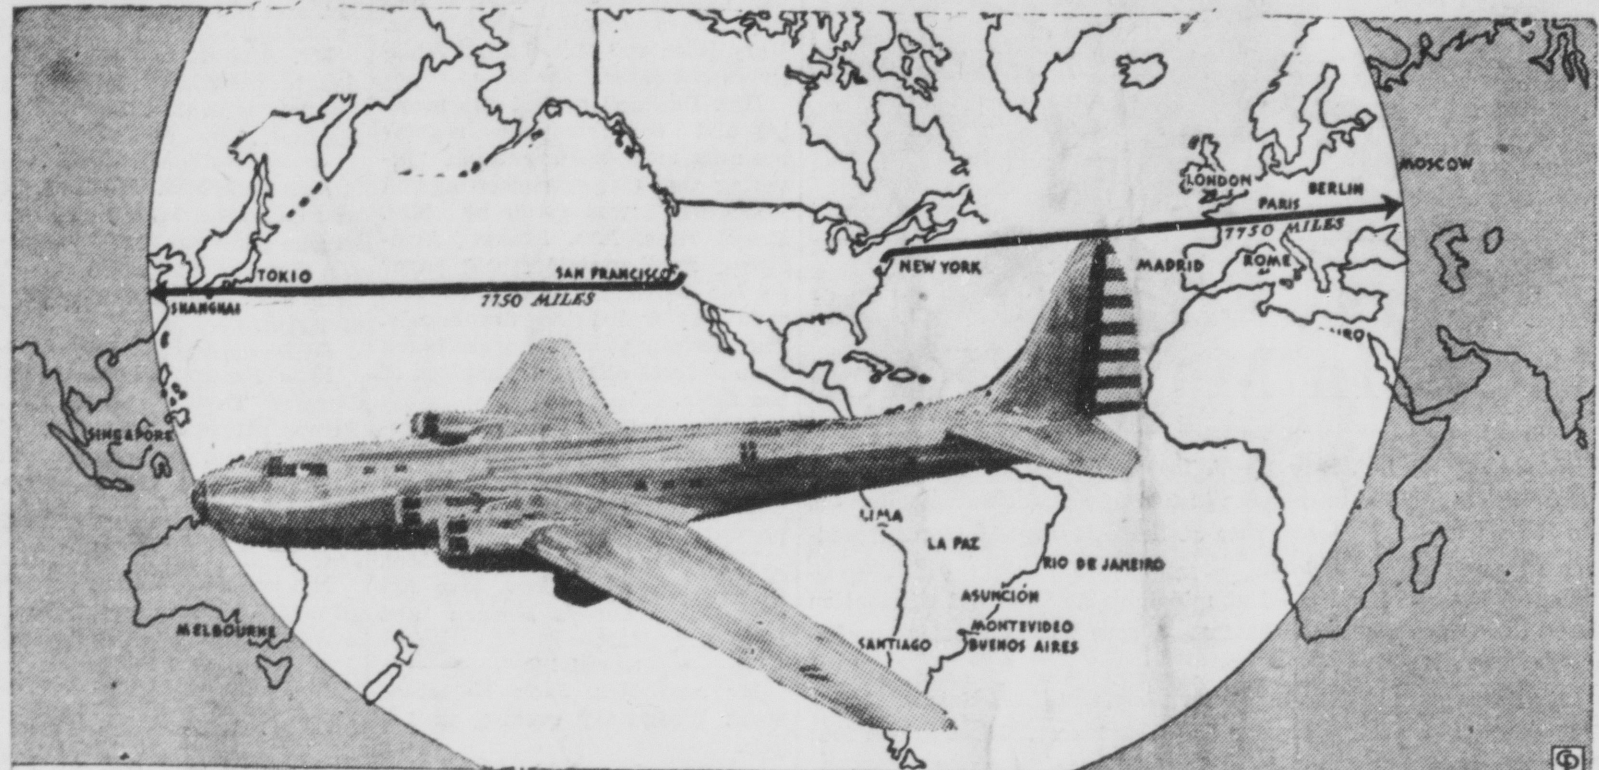 MOSCOW
LONDON
BERLIN
PARIS
7750 MILES
NEW YORK
MADRID
ROME
TOKIO
SAN FRANCISCO
7750 MILES
SHANGHAI
SINGAPORE
LIMA
LA PAZ
RIO DE JANEIRO
ASUNCIÓN
MONTEVIDEO
BUENOS AIRES
SANTIAGO
MELBOURNE